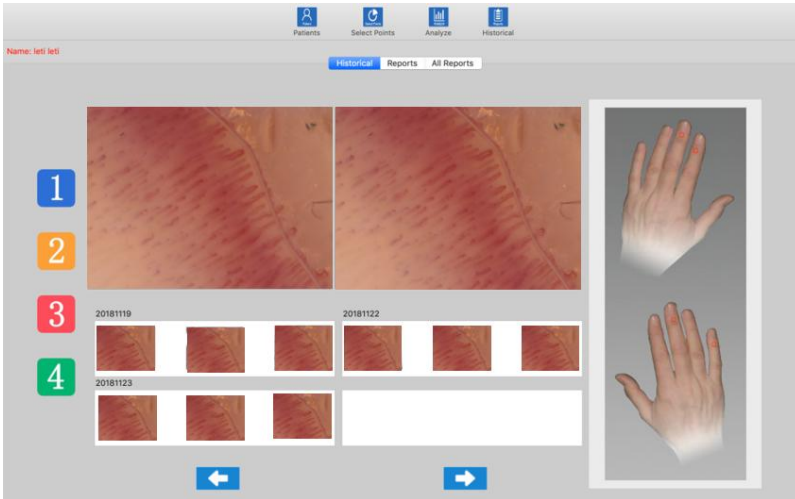 Patients Select Points Analyze Historical
Name: leti leti
Historical Reports All Reports
1
2
3
4
20181119 20181122
20181123